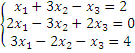 x₁ + 3x₂ − x₃ = 2
2x₁ − 3x₂ + 2x₃ = 0
3x₁ − 2x₂ − x₃ = 4